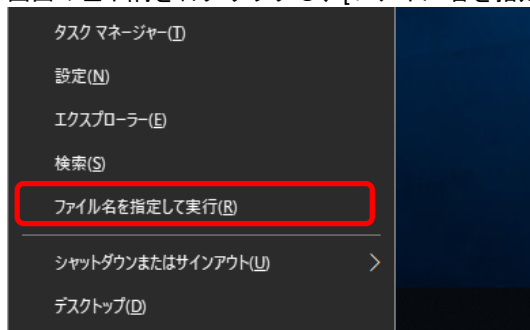 タスク マネージャー(T)
設定(N)
エクスプローラー(E)
検索(S)
ファイル名を指定して実行(R)
シャットダウンまたはサインアウト(U)
デスクトップ(D)